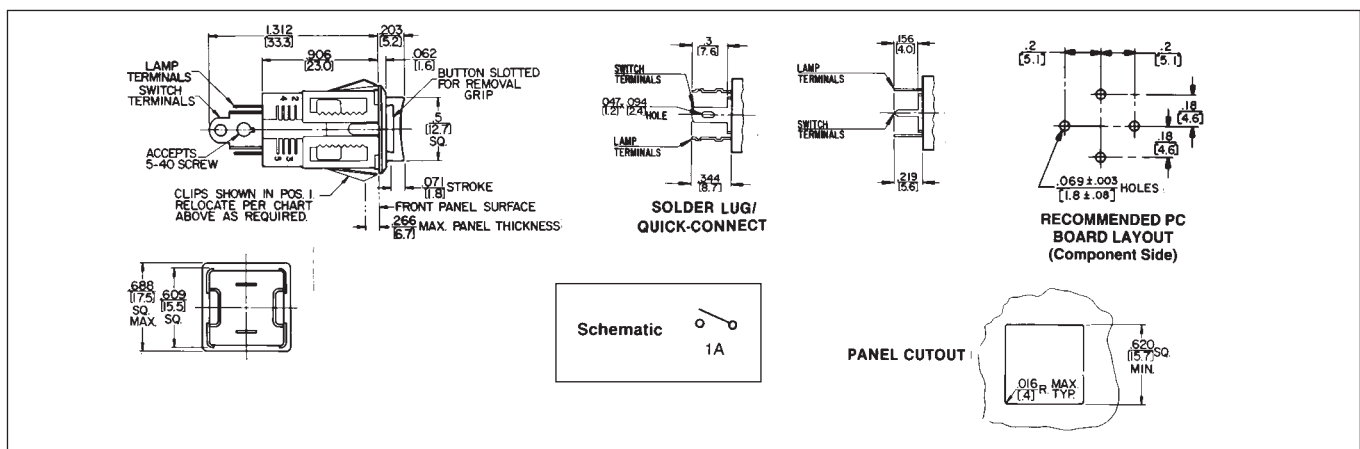 1.312
[33.3]
.203
[5.2]
.906
[23.0]
.062
[1.6]
LAMP
TERMINALS
SWITCH
TERMINALS
BUTTON SLOTTED
FOR REMOVAL
GRIP
2
4
3
5
.5
[12.7]
SQ.
ACCEPTS
5-40 SCREW
CLIPS SHOWN IN POS. 1
RELOCATE PER CHART
ABOVE AS REQUIRED.
.071
[1.8]
STROKE
FRONT PANEL SURFACE
.266
[6.7]
MAX. PANEL THICKNESS
.688
[17.5]
SQ.
MAX.
.609
[15.5]
SQ.
.3
[7.6]
SWITCH
TERMINALS
.047 x .094
[1.2] [2.4]
HOLE
LAMP
TERMINALS
.344
[8.7]
SOLDER LUG/
QUICK-CONNECT
.156
[4.0]
LAMP
TERMINALS
SWITCH
TERMINALS
.219
[5.6]
.2
[5.1]
.2
[5.1]
.18
[4.6]
.18
[4.6]
.069 ±.003
[1.8 ±.08]
HOLES
RECOMMENDED PC
BOARD LAYOUT
(Component Side)
Schematic
1A
PANEL CUTOUT
.620
[15.7]
SQ.
MIN.
.016
[.4]
R. MAX.
TYP.